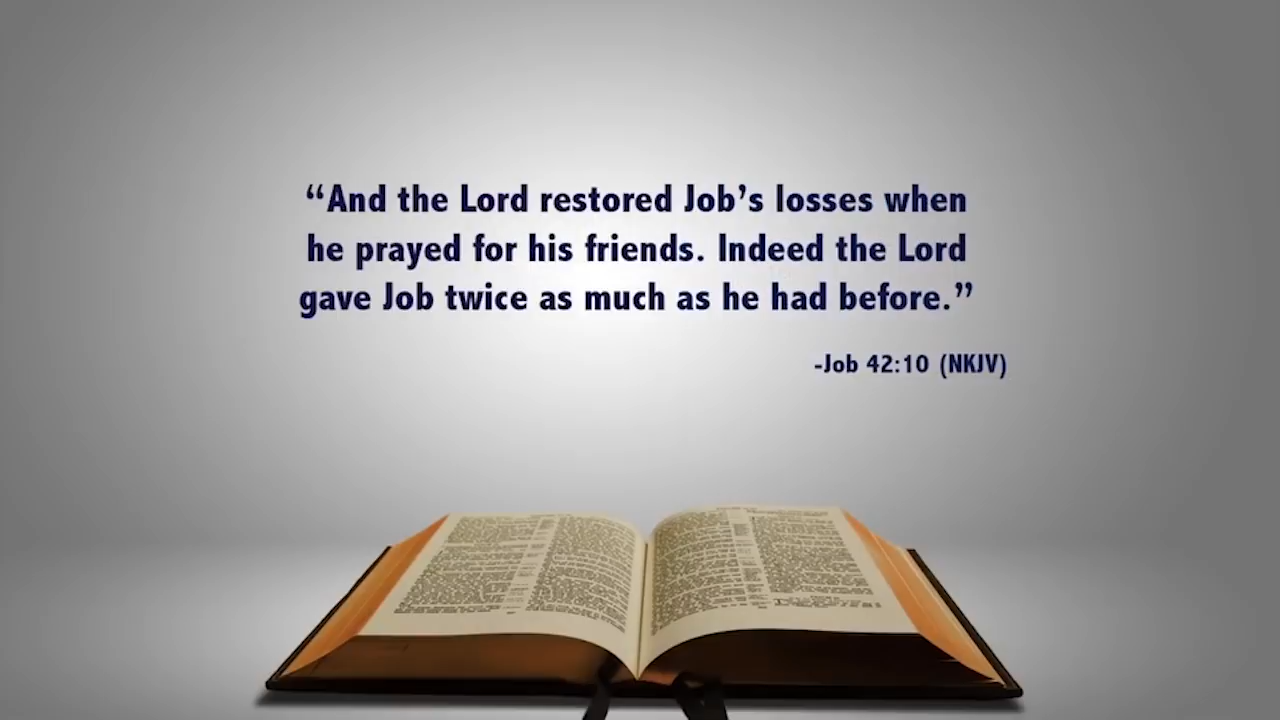 “And the Lord restored Job’s losses when
he prayed for his friends. Indeed the Lord
gave Job twice as much as he had before.”
-Job 42:10 (NKJV)